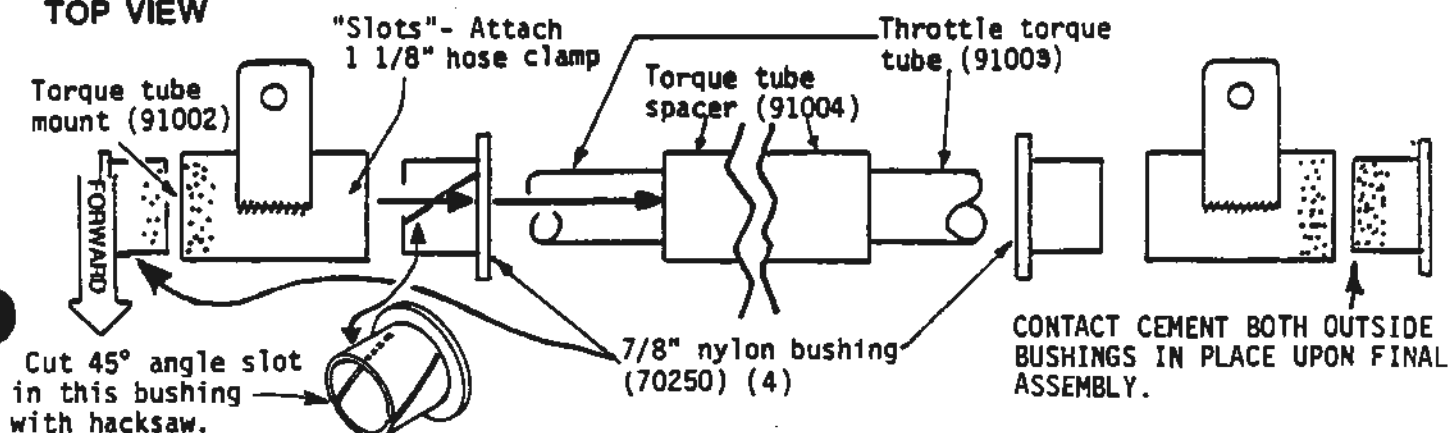 TOP VIEW
"Slots"- Attach
1 1/8" hose clamp
Throttle torque
tube (91003)
Torque tube
spacer (91004)
Torque tube
mount (91002)
FORWARD
Cut 45° angle slot
in this bushing
with hacksaw.
7/8" nylon bushing
(70250) (4)
CONTACT CEMENT BOTH OUTSIDE
BUSHINGS IN PLACE UPON FINAL
ASSEMBLY.